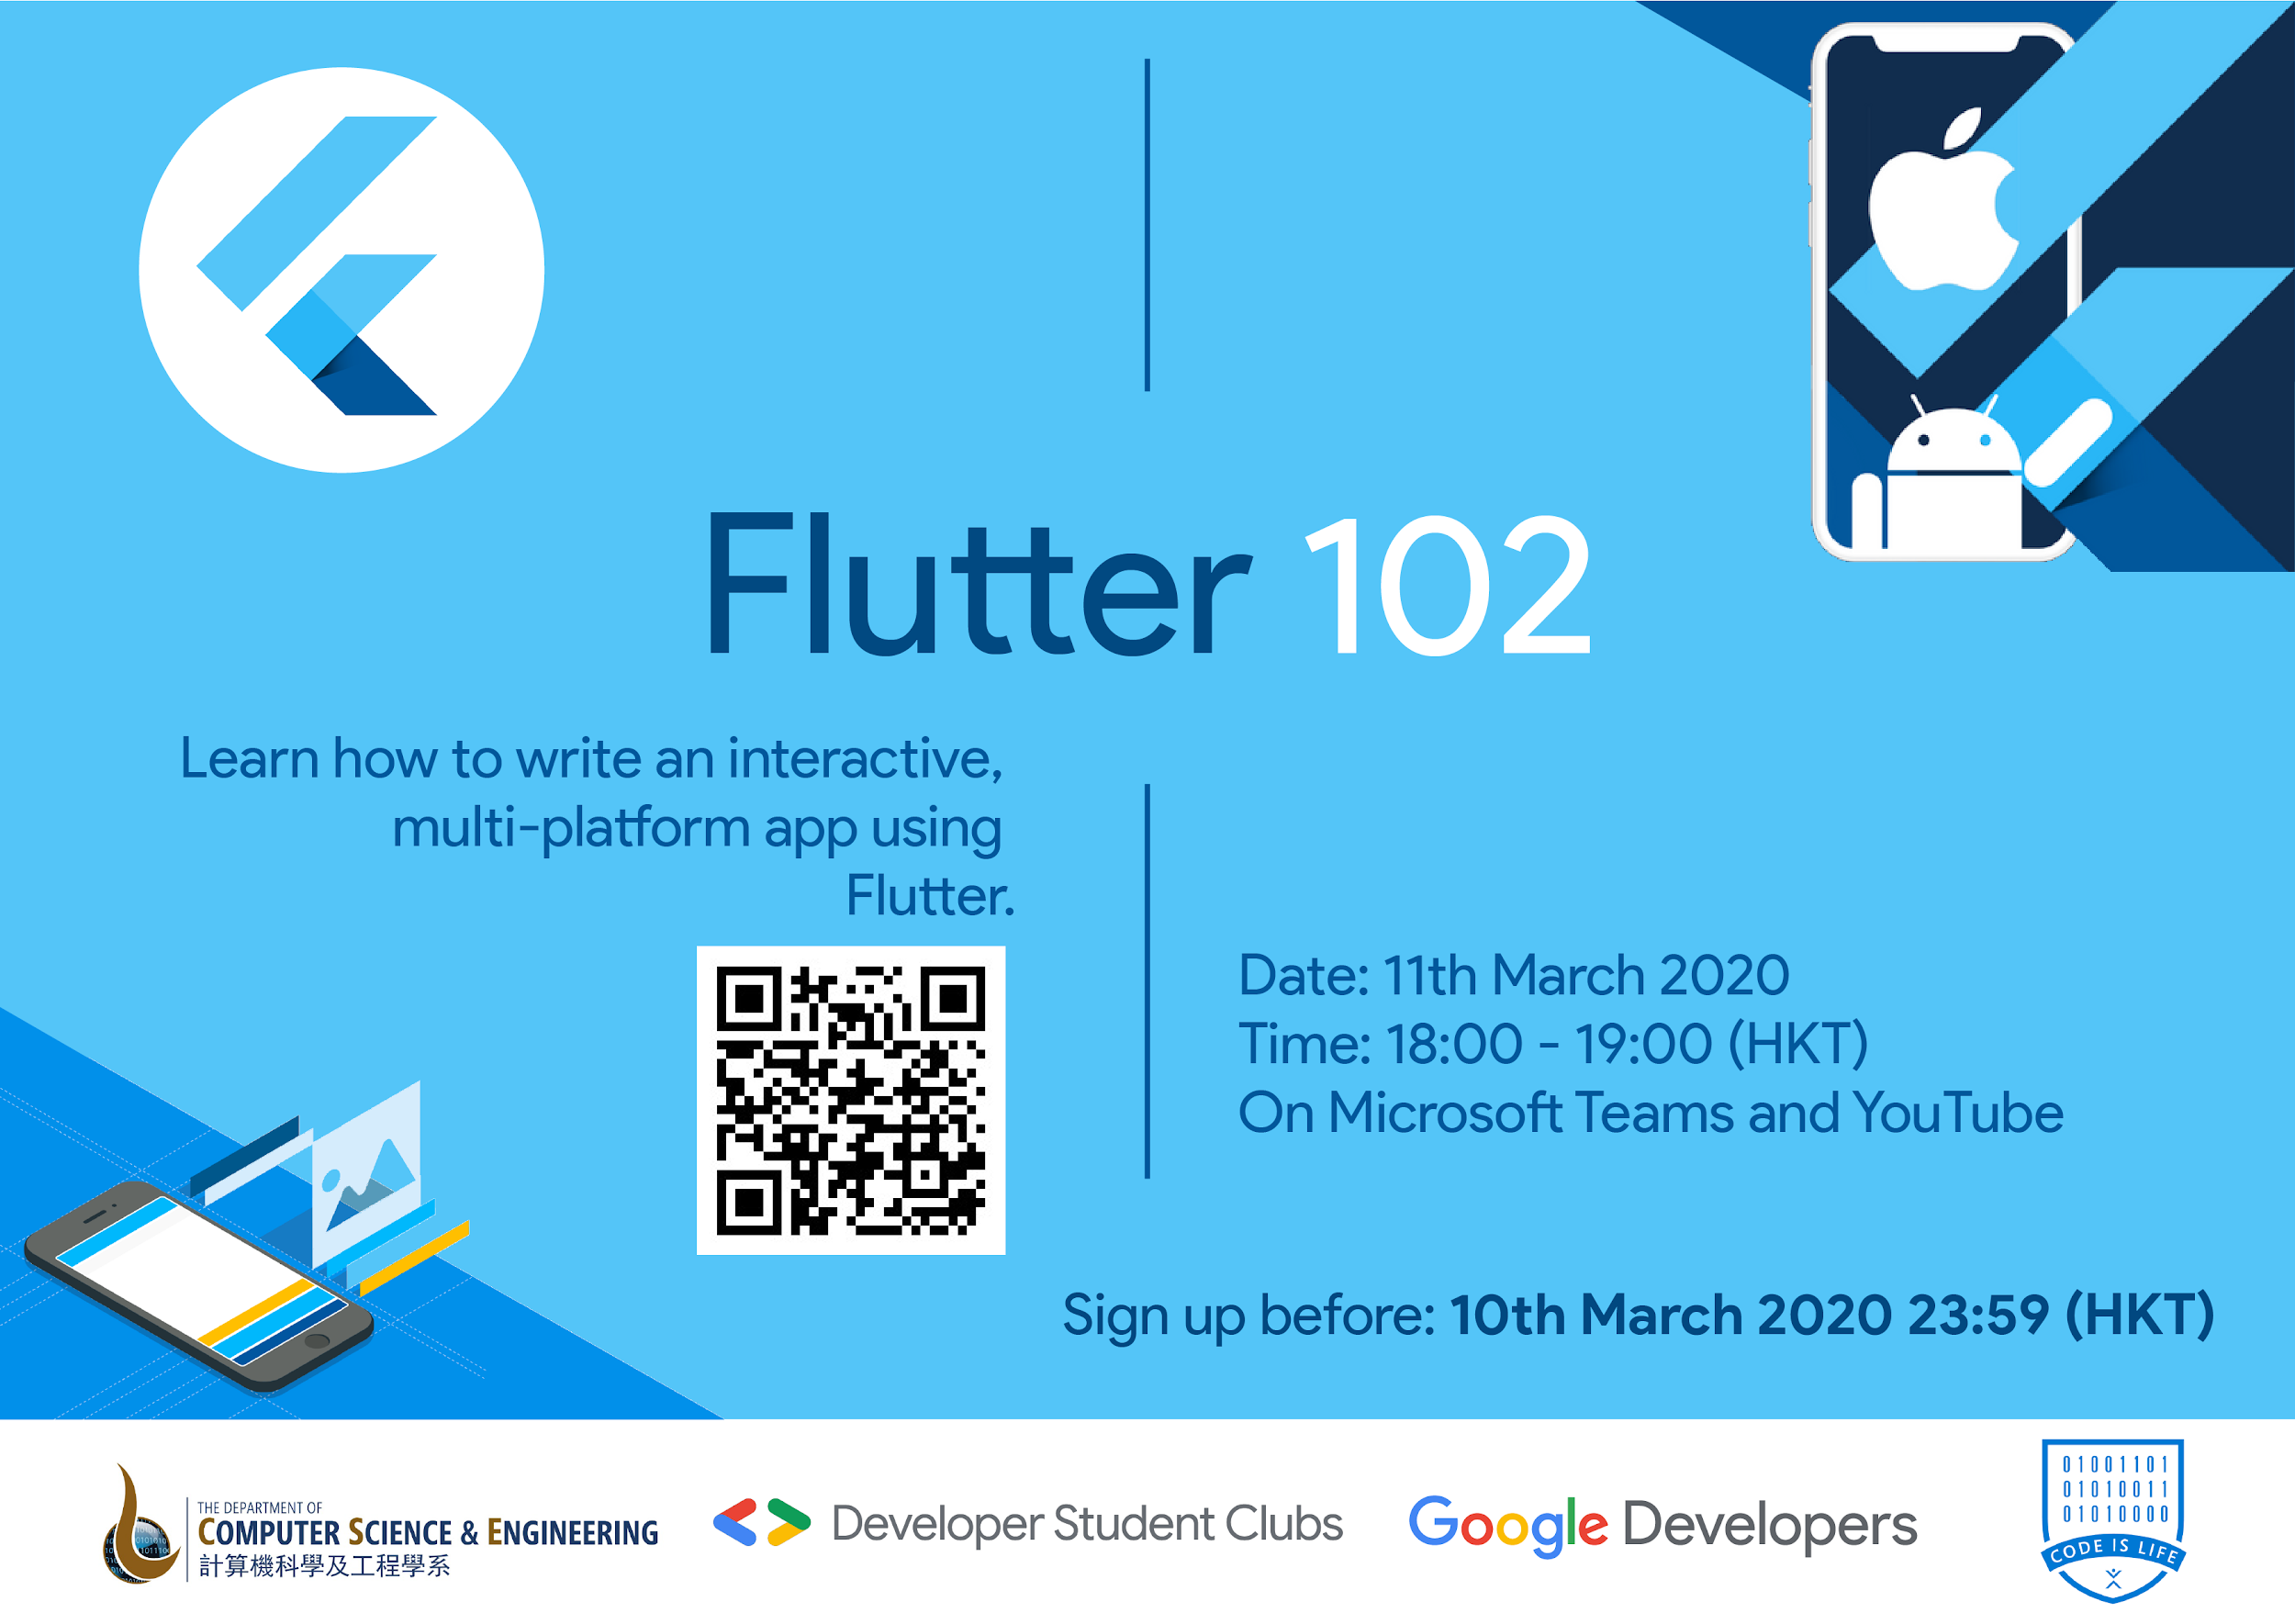 Flutter 102
Learn how to write an interactive,
multi-platform app using
Flutter.
Date: 11th March 2020
Time: 18:00 - 19:00 (HKT)
On Microsoft Teams and YouTube
Sign up before: 10th March 2020 23:59 (HKT)
THE DEPARTMENT OF
COMPUTER SCIENCE & ENGINEERING
計算機科學及工程學系
Developer Student Clubs
Google Developers
01001101
01010011
01010000
CODE IS LIFE